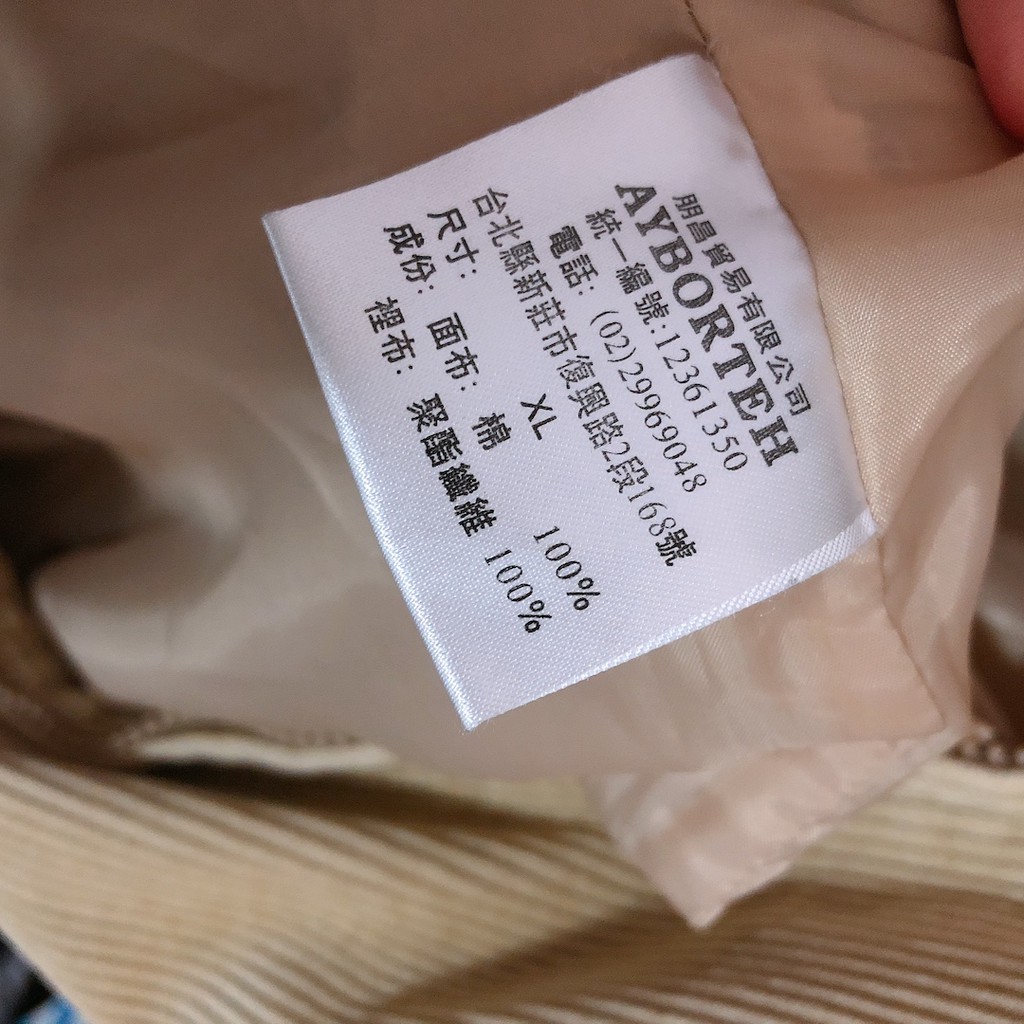 朋昌貿易有限公司
AYBORTEH
統一編號:12361350
電話: (02)29969048
台北縣新莊市復興路2段168號
尺寸: XL
成份: 面布: 棉 100%
裡布: 聚酯纖維 100%